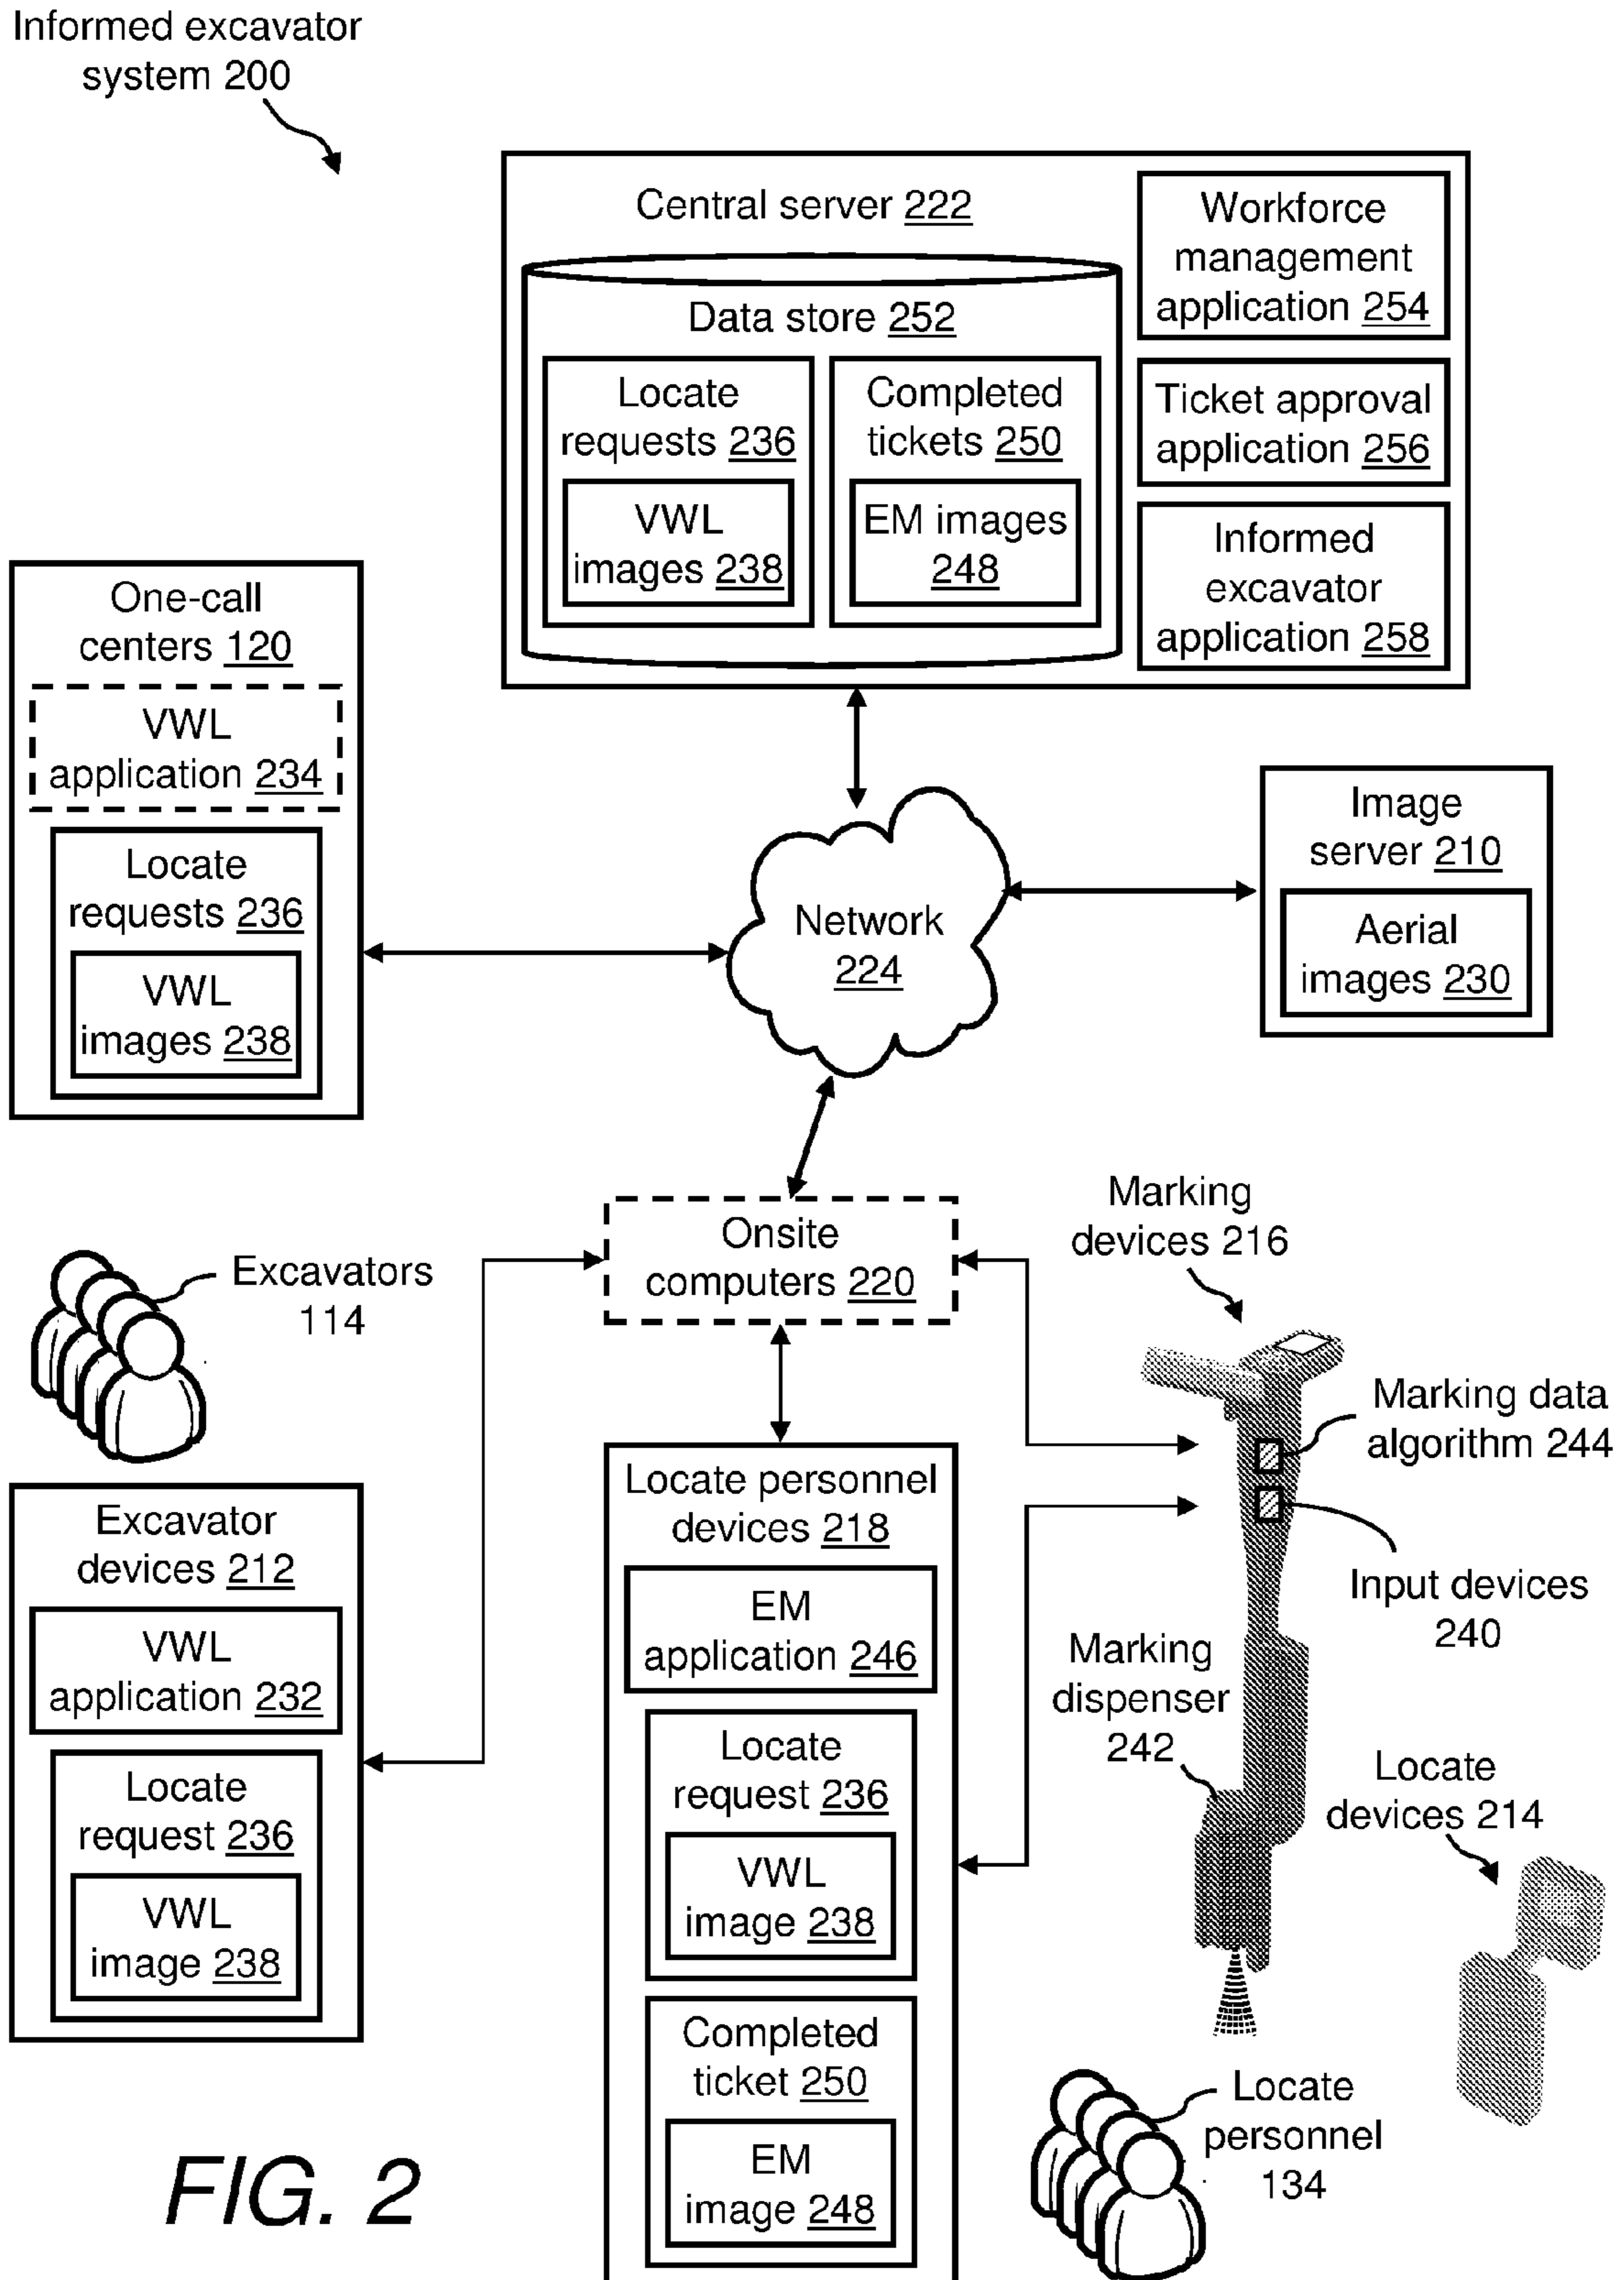 Informed excavator
system 200
Central server 222
Workforce
management
application 254
Data store 252
Locate
requests 236
VWL
images 238
Completed
tickets 250
EM images
248
Ticket approval
application 256
Informed
excavator
application 258
One-call
centers 120
VWL
application 234
Locate
requests 236
VWL
images 238
Network
224
Image
server 210
Aerial
images 230
Onsite
computers 220
Marking
devices 216
Excavators
114
Marking data
algorithm 244
Input devices
240
Excavator
devices 212
VWL
application 232
Locate
request 236
VWL
image 238
Locate personnel
devices 218
EM
application 246
Locate
request 236
VWL
image 238
Completed
ticket 250
EM
image 248
Marking
dispenser
242
Locate
devices 214
Locate
personnel
134
FIG. 2